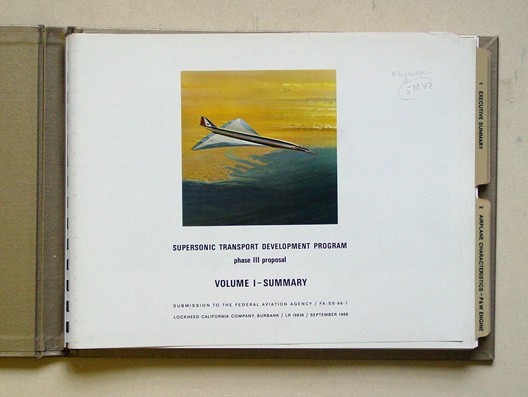 SUPERSONIC TRANSPORT DEVELOPMENT PROGRAM
phase III proposal
VOLUME I–SUMMARY
SUBMISSION TO THE FEDERAL AVIATION AGENCY / FA-SS-66-7
LOCKHEED-CALIFORNIA COMPANY, BURBANK / LR 19836 / SEPTEMBER 1966
1 EXECUTIVE SUMMARY
2 AIRPLANE CHARACTERISTICS–P&W ENGINE